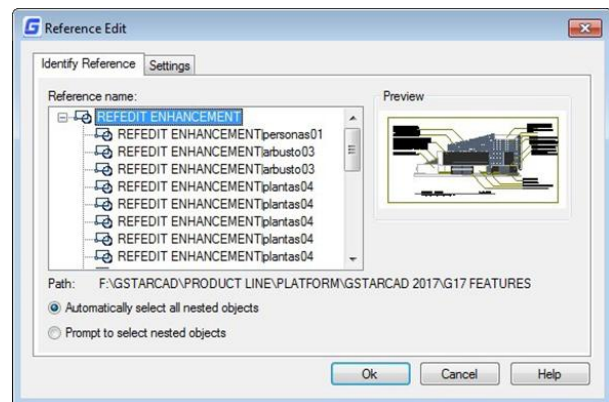 Reference Edit
Identify Reference
Settings
Reference name:
Preview
REFEDIT ENHANCEMENT
REFEDIT ENHANCEMENT|personas01
REFEDIT ENHANCEMENT|arbusto03
REFEDIT ENHANCEMENT|arbusto03
REFEDIT ENHANCEMENT|plantas04
REFEDIT ENHANCEMENT|plantas04
REFEDIT ENHANCEMENT|plantas04
REFEDIT ENHANCEMENT|plantas04
REFEDIT ENHANCEMENT|plantas04
Path: F:\GSTARCAD\PRODUCT LINE\PLATFORM\GSTARCAD 2017\G17 FEATURES
Automatically select all nested objects
Prompt to select nested objects
Ok
Cancel
Help